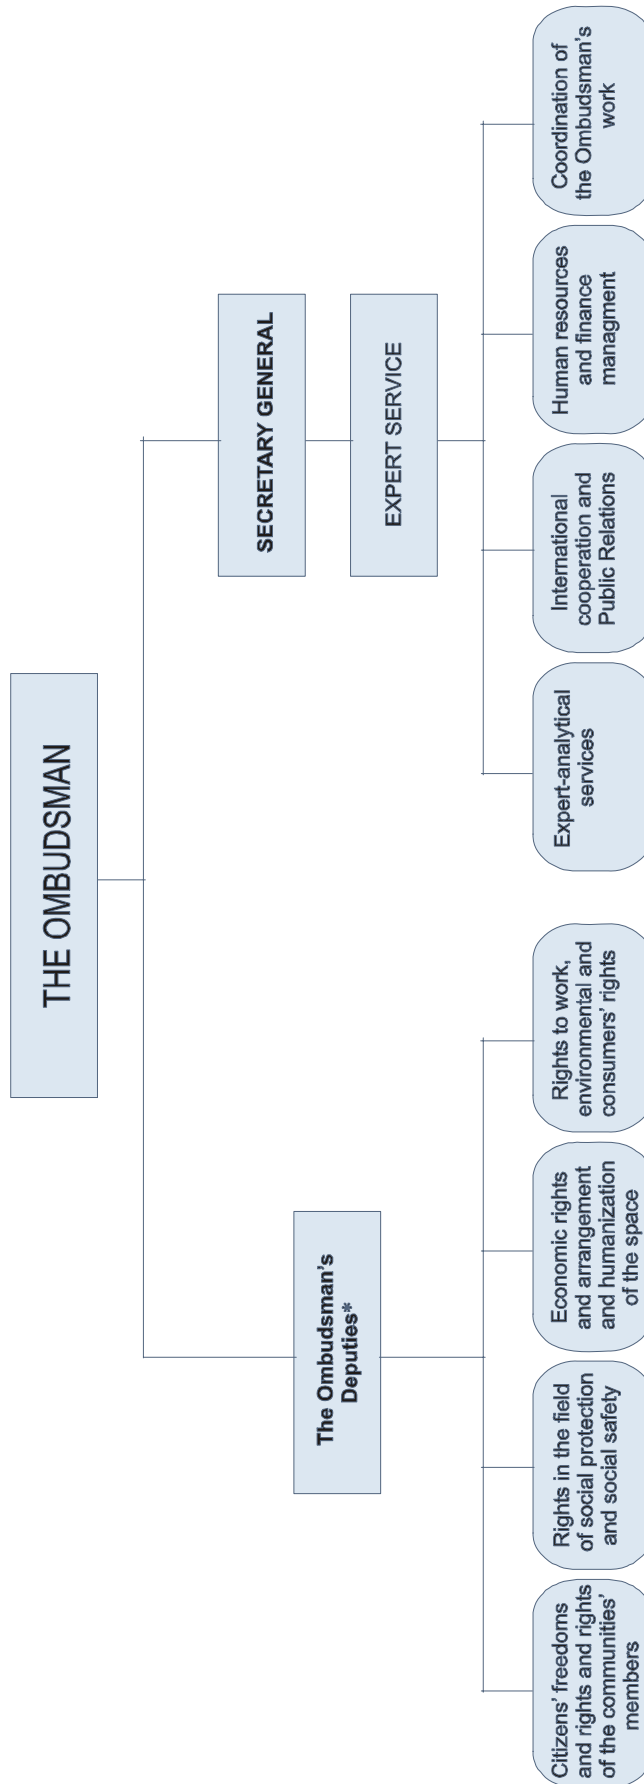 THE OMBUDSMAN
The Ombudsman's
Deputies*
SECRETARY GENERAL
EXPERT SERVICE
Citizens' freedoms
and rights and rights
of the communities'
members
Rights in the field
of social protection
and social safety
Economic rights
and arrangement
and humanization
of the space
Rights to work,
environmental and
consumers' rights
Expert-analytical
services
International
cooperation and
Public Relations
Human resources
and finance
managment
Coordination of
the Ombudsman's
work